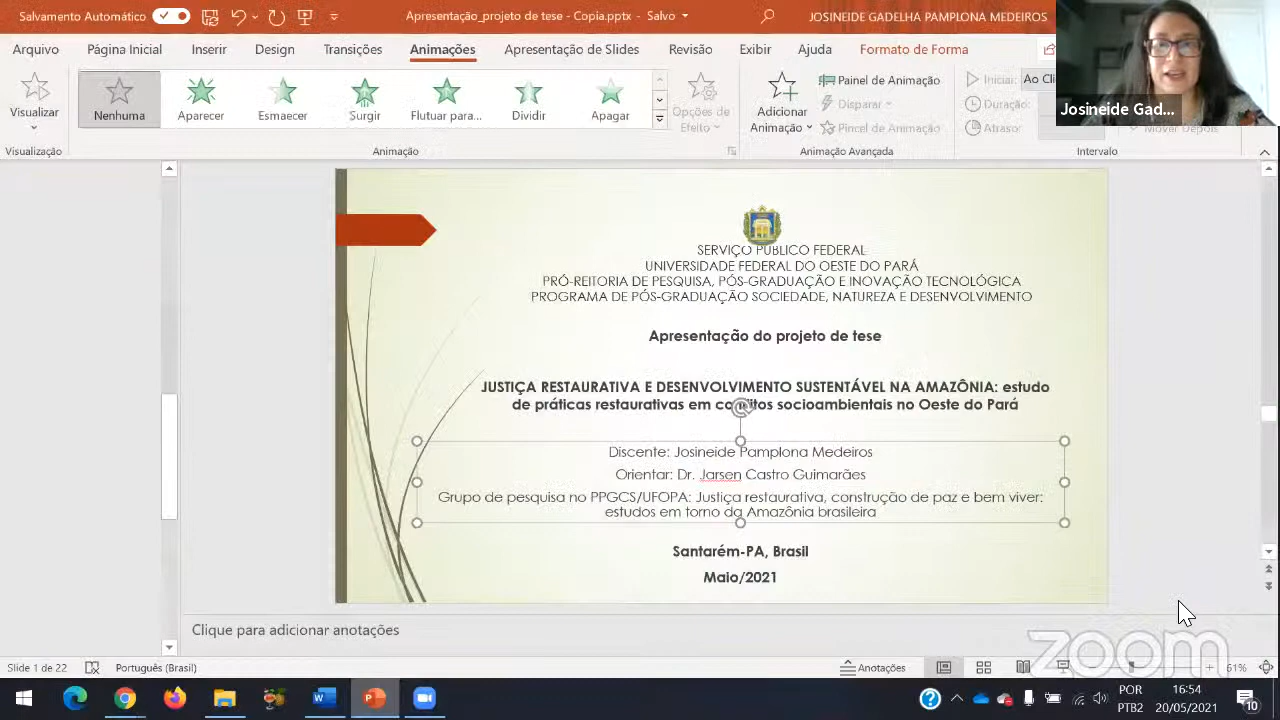 Salvamento Automático
Apresentação_projeto de tese - Copia.pptx - Salvo
JOSINEIDE GADELHA PAMPLONA MEDEIROS
Arquivo
Página Inicial
Inserir
Design
Transições
Animações
Apresentação de Slides
Revisão
Exibir
Ajuda
Formato de Forma
Josineide Gad...
Visualizar
Nenhuma
Aparecer
Esmaecer
Surgir
Flutuar para...
Dividir
Apagar
Opções de
Efeito
Adicionar
Animação
Painel de Animação
Disparar
Pincel de Animação
Iniciar:
Ao Cli
Duração:
Atraso:
Mover Depois
Visualização
Animação
Animação Avançada
Intervalo
SERVIÇO PÚBLICO FEDERAL
UNIVERSIDADE FEDERAL DO OESTE DO PARÁ
PRÓ-REITORIA DE PESQUISA, PÓS-GRADUAÇÃO E INOVAÇÃO TECNOLÓGICA
PROGRAMA DE PÓS-GRADUAÇÃO SOCIEDADE, NATUREZA E DESENVOLVIMENTO
Apresentação do projeto de tese
JUSTIÇA RESTAURATIVA E DESENVOLVIMENTO SUSTENTÁVEL NA AMAZÔNIA: estudo
de práticas restaurativas em conflitos socioambientais no Oeste do Pará
Discente: Josineide Pamplona Medeiros
Orientar: Dr. Jarsen Castro Guimarães
Grupo de pesquisa no PPGCS/UFOPA: Justiça restaurativa, construção de paz e bem viver:
estudos em torno da Amazônia brasileira
Santarém-PA, Brasil
Maio/2021
Clique para adicionar anotações
zoom
Slide 1 de 22
Português (Brasil)
Anotações
61%
POR
PTB2
16:54
20/05/2021
10